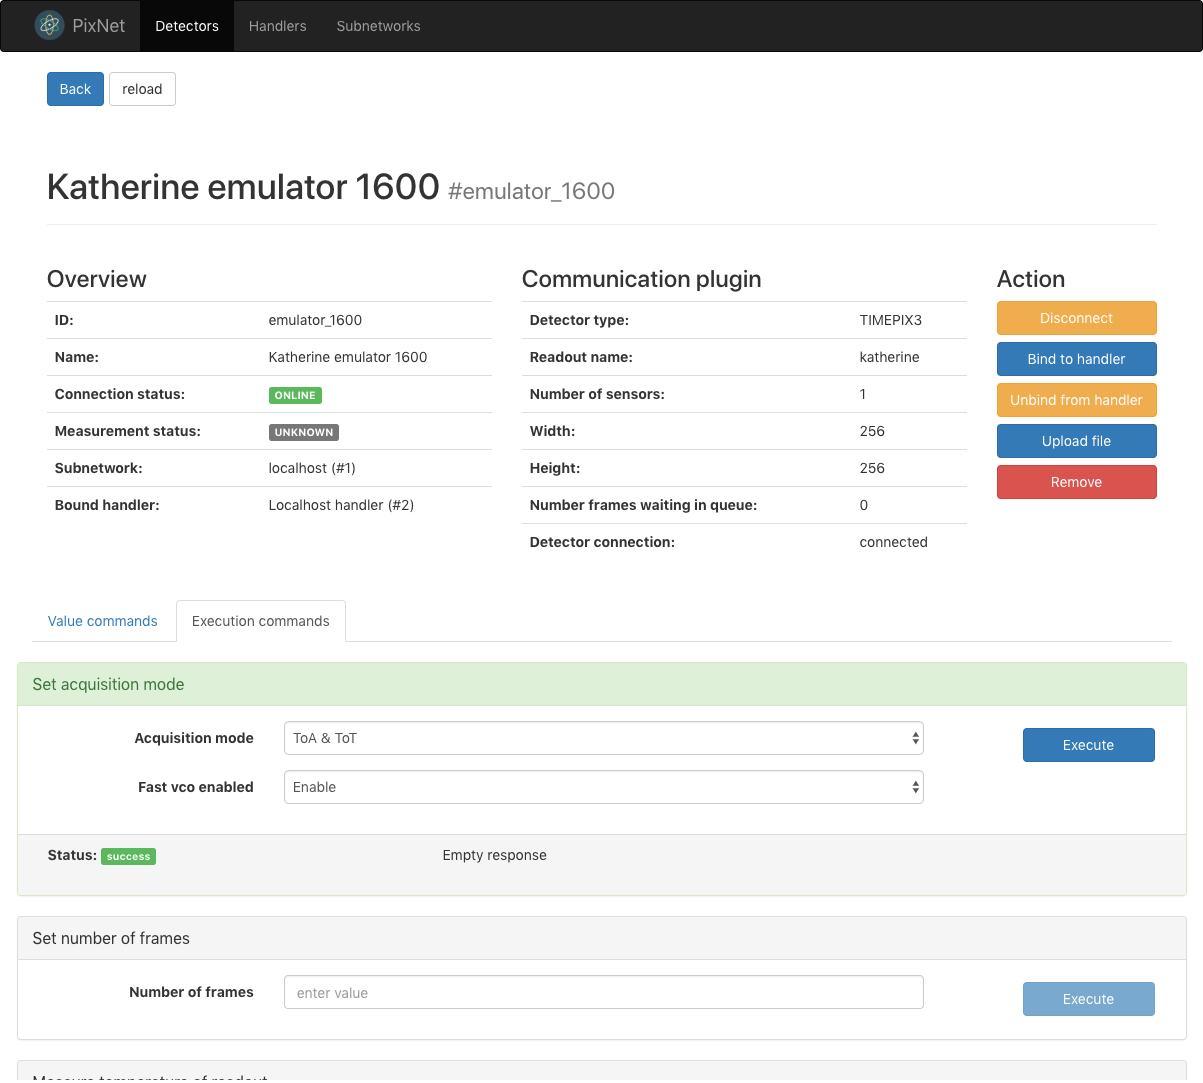 PixNet Detectors Handlers Subnetworks
Back reload
Katherine emulator 1600 #emulator_1600
Overview
ID: emulator_1600
Name: Katherine emulator 1600
Connection status: ONLINE
Measurement status: UNKNOWN
Subnetwork: localhost (#1)
Bound handler: Localhost handler (#2)
Communication plugin
Detector type: TIMEPIX3
Readout name: katherine
Number of sensors: 1
Width: 256
Height: 256
Number frames waiting in queue: 0
Detector connection: connected
Action
Disconnect
Bind to handler
Unbind from handler
Upload file
Remove
Value commands Execution commands
Set acquisition mode
Acquisition mode ToA & ToT Execute
Fast vco enabled Enable
Status: success Empty response
Set number of frames
Number of frames enter value Execute
Measure temperature of readout